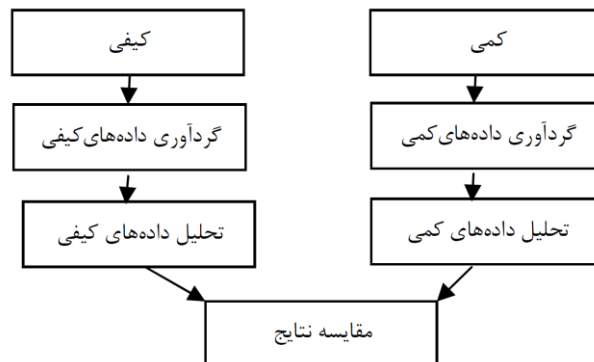 کمی
کیفی
گردآوری داده‌های‌کمی
گردآوری داده‌های‌کیفی
تحلیل داده‌های کمی
تحلیل داده‌های کیفی
مقایسه نتایج